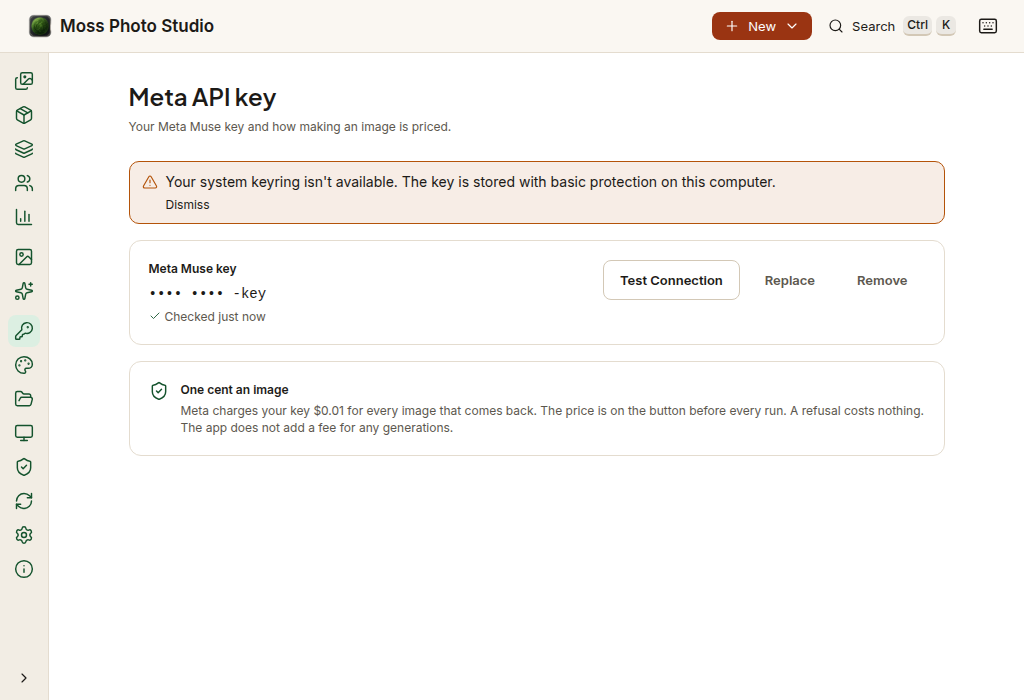 Moss Photo Studio
New
Search
Ctrl
K
Meta API key
Your Meta Muse key and how making an image is priced.
Your system keyring isn't available. The key is stored with basic protection on this computer.
Dismiss
Meta Muse key
•••• •••• -key
Checked just now
Test Connection
Replace
Remove
One cent an image
Meta charges your key $0.01 for every image that comes back. The price is on the button before every run. A refusal costs nothing.
The app does not add a fee for any generations.